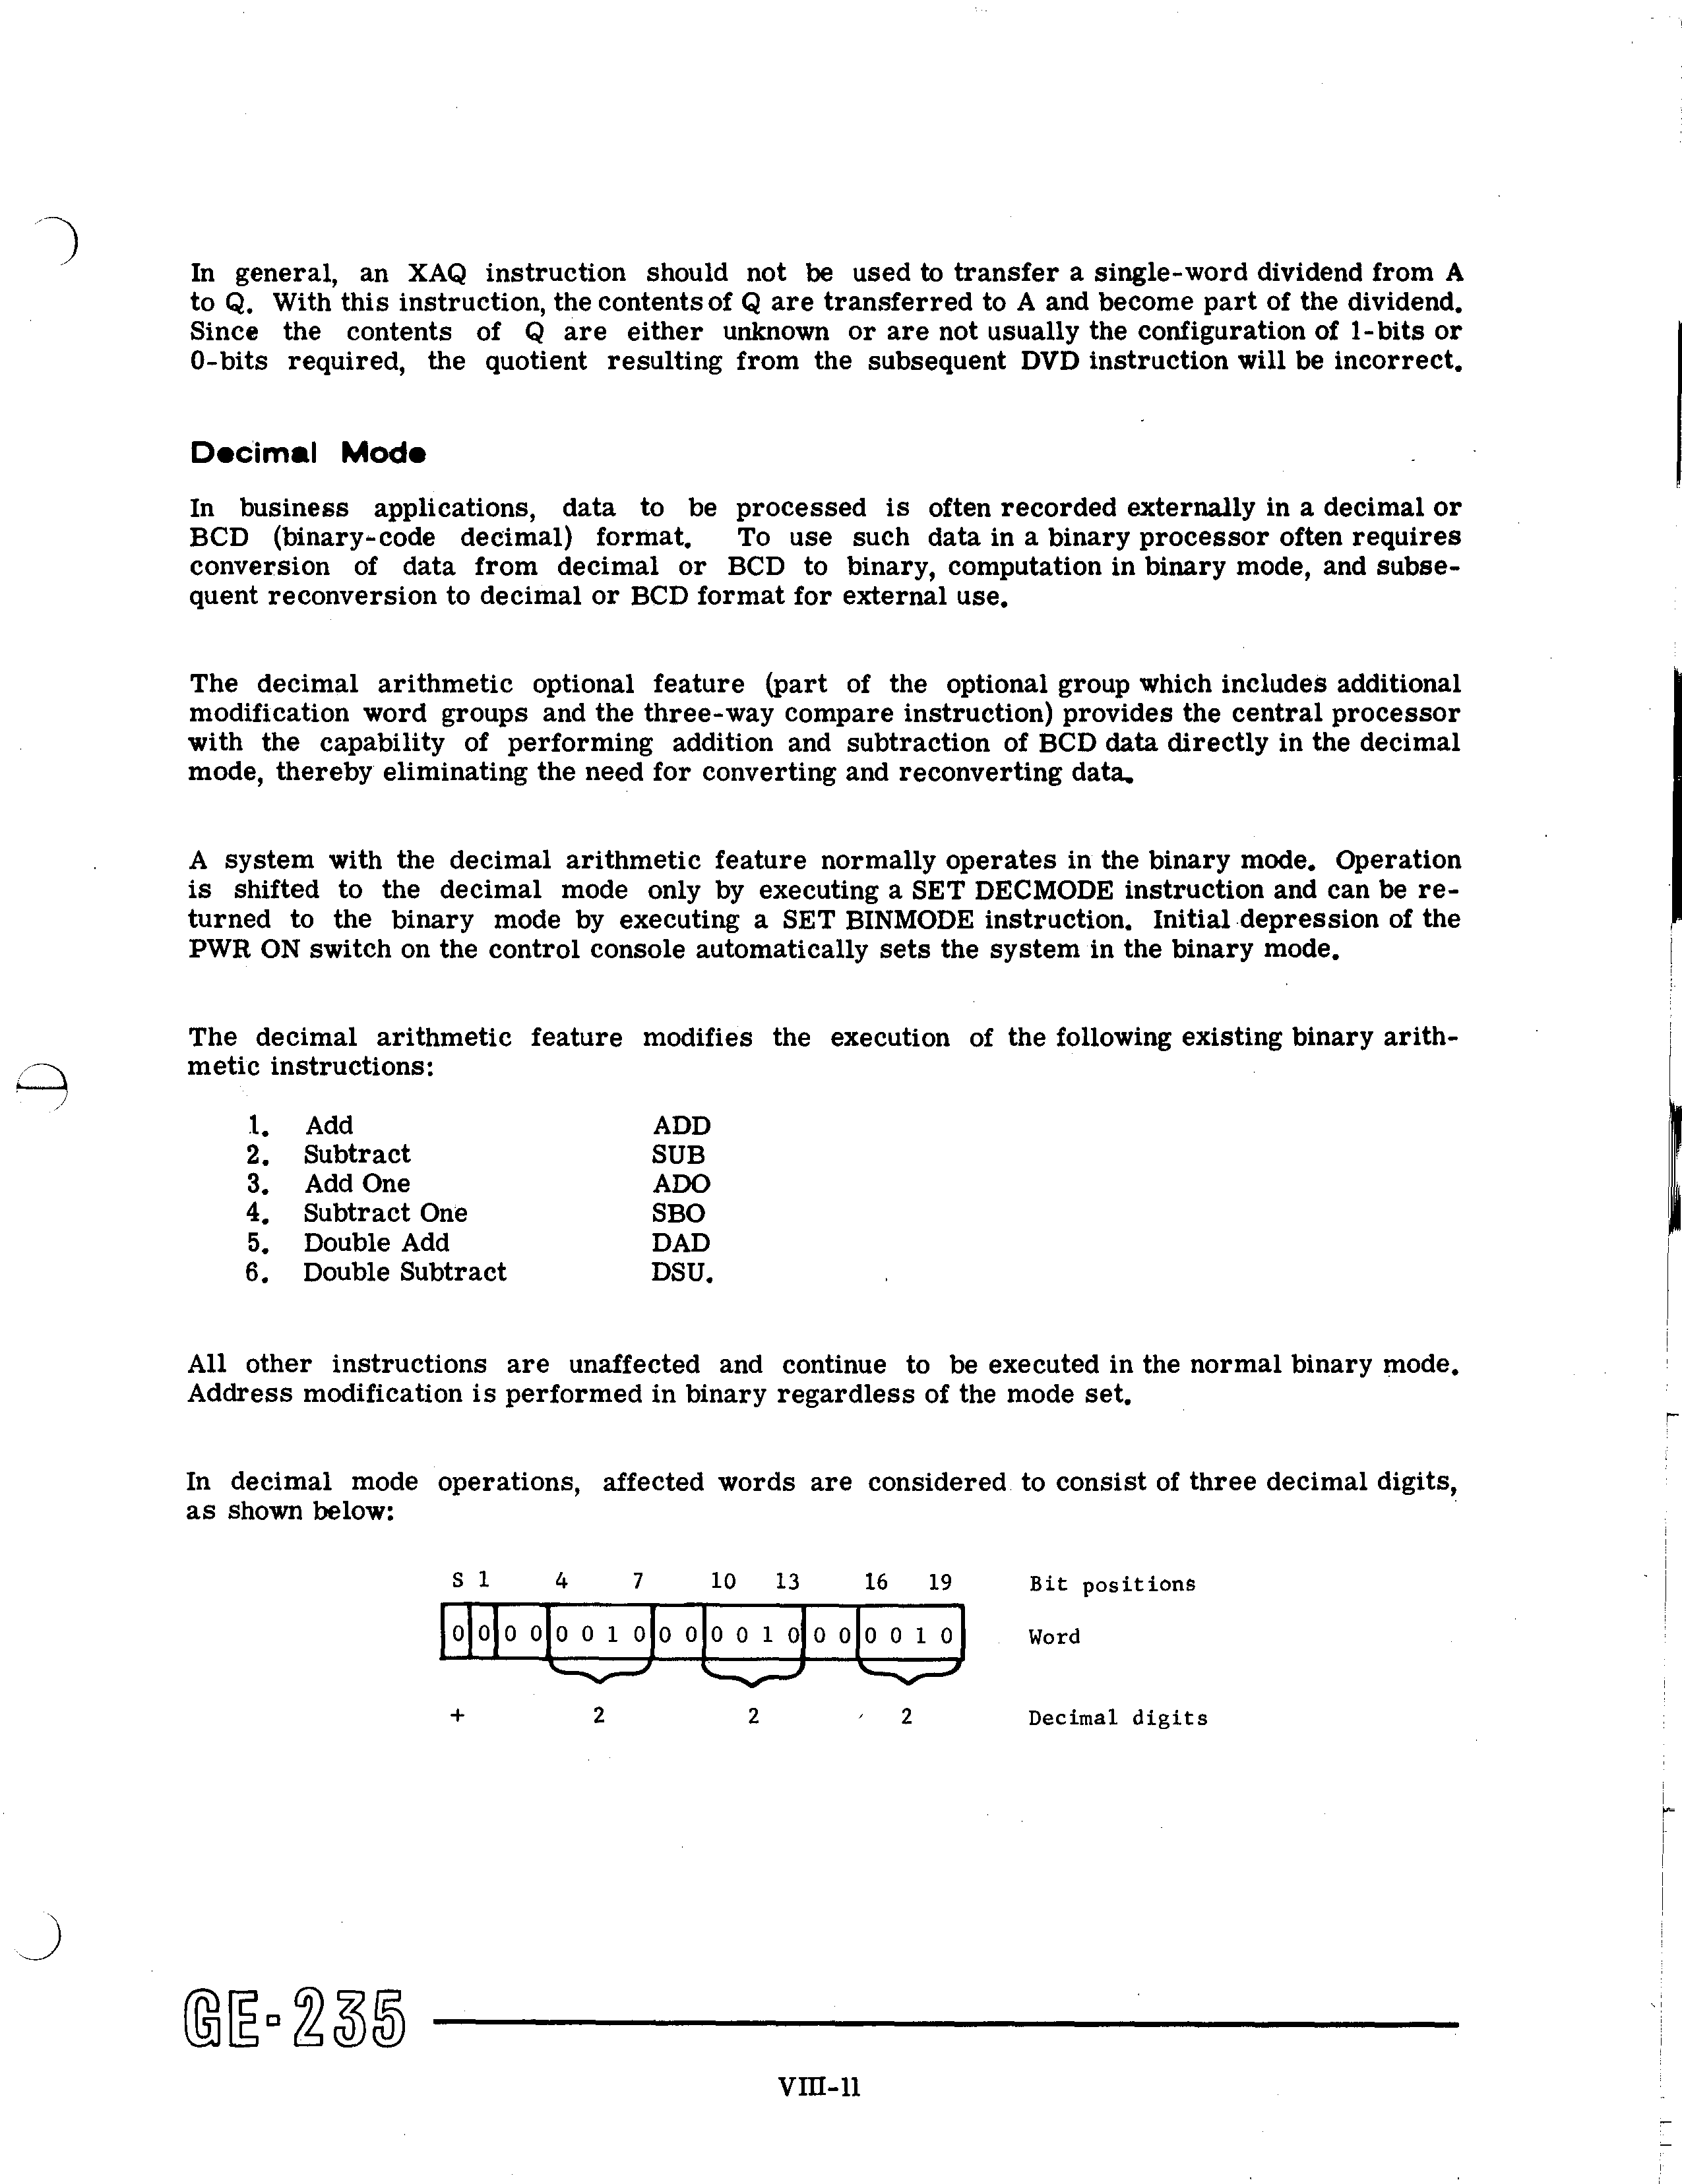 In general, an XAQ instruction should not be used to transfer a single-word dividend from A
to Q. With this instruction, the contents of Q are transferred to A and become part of the dividend.
Since the contents of Q are either unknown or are not usually the configuration of 1-bits or
0-bits required, the quotient resulting from the subsequent DVD instruction will be incorrect.
Decimal Mode
In business applications, data to be processed is often recorded externally in a decimal or
BCD (binary-code decimal) format. To use such data in a binary processor often requires
conversion of data from decimal or BCD to binary, computation in binary mode, and subse-
quent reconversion to decimal or BCD format for external use.
The decimal arithmetic optional feature (part of the optional group which includes additional
modification word groups and the three-way compare instruction) provides the central processor
with the capability of performing addition and subtraction of BCD data directly in the decimal
mode, thereby eliminating the need for converting and reconverting data.
A system with the decimal arithmetic feature normally operates in the binary mode. Operation
is shifted to the decimal mode only by executing a SET DECMODE instruction and can be re-
turned to the binary mode by executing a SET BINMODE instruction. Initial depression of the
PWR ON switch on the control console automatically sets the system in the binary mode.
The decimal arithmetic feature modifies the execution of the following existing binary arith-
metic instructions:
1. Add ADD
2. Subtract SUB
3. Add One ADO
4. Subtract One SBO
5. Double Add DAD
6. Double Subtract DSU.
All other instructions are unaffected and continue to be executed in the normal binary mode.
Address modification is performed in binary regardless of the mode set.
In decimal mode operations, affected words are considered to consist of three decimal digits,
as shown below:
S 1 4 7 10 13 16 19 Bit positions
0 0 0 0 0 0 1 0 0 0 0 0 1 0 0 0 0 0 1 0 Word
+ 2 2 2 Decimal digits
GE-235
VIII-11